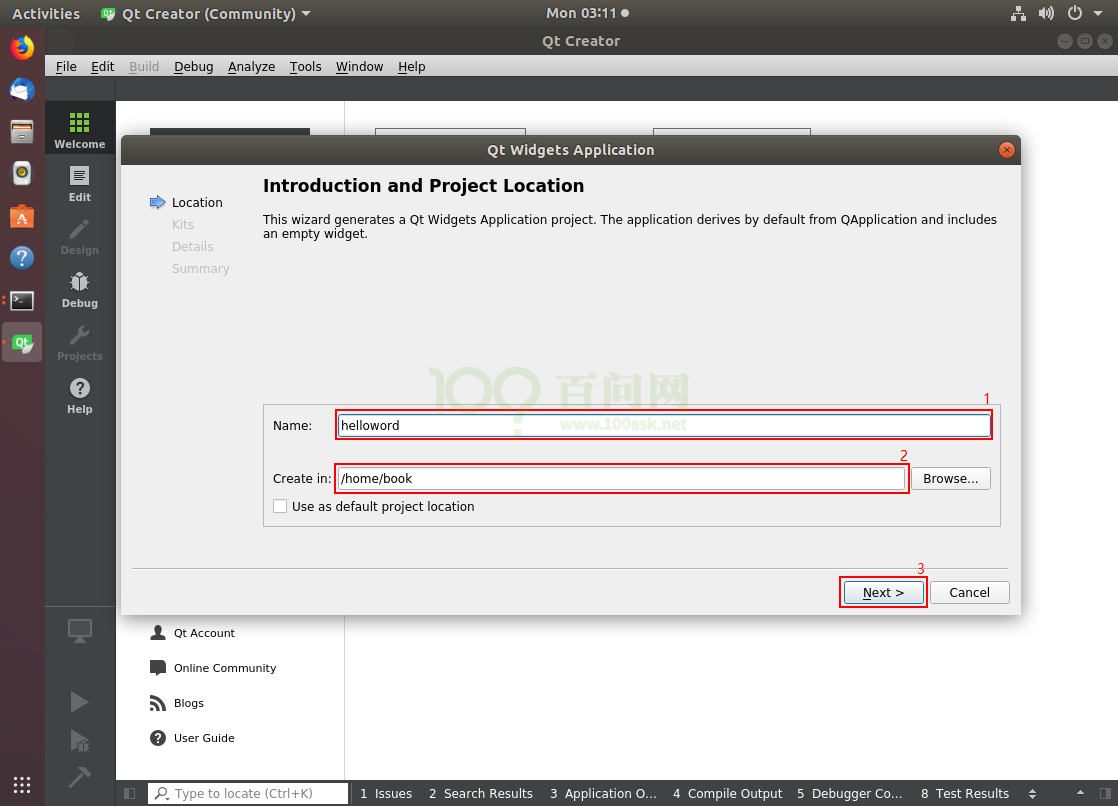 Activities
Qt Creator (Community)
Mon 03:11
Qt Creator
File Edit Build Debug Analyze Tools Window Help
Welcome
Edit
Design
Debug
Projects
Help
Qt Widgets Application
Location
Kits
Details
Summary
Introduction and Project Location
This wizard generates a Qt Widgets Application project. The application derives by default from QApplication and includes
an empty widget.
100 百问网
www.100ask.net
1
Name: helloword
2
Create in: /home/book Browse...
Use as default project location
3
Next > Cancel
Qt Account
Online Community
Blogs
User Guide
Type to locate (Ctrl+K) 1 Issues 2 Search Results 3 Application O... 4 Compile Output 5 Debugger Co... 8 Test Results